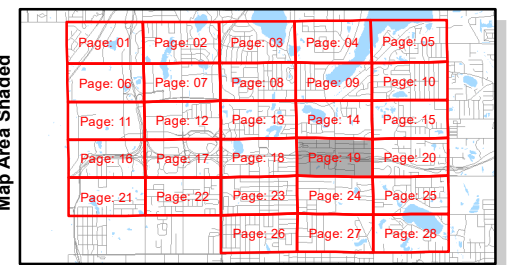 Map Area Shaded
Page: 01 Page: 02 Page: 03 Page: 04 Page: 05
Page: 06 Page: 07 Page: 08 Page: 09 Page: 10
Page: 11 Page: 12 Page: 13 Page: 14 Page: 15
Page: 16 Page: 17 Page: 18 Page: 19 Page: 20
Page: 21 Page: 22 Page: 23 Page: 24 Page: 25
Page: 26 Page: 27 Page: 28